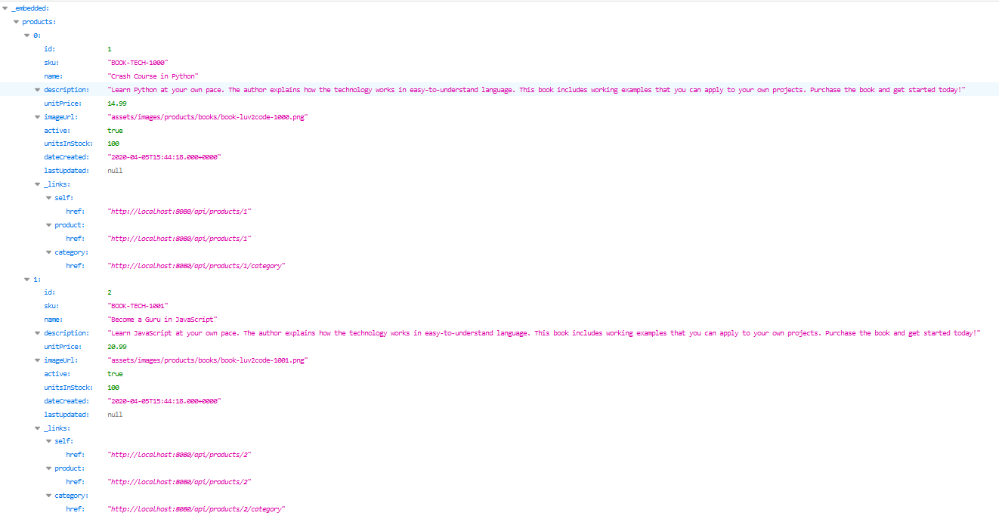 _embedded:
products:
0:
id: 1
sku: "BOOK-TECH-1000"
name: "Crash Course in Python"
description: "Learn Python at your own pace. The author explains how the technology works in easy-to-understand language. This book includes working examples that you can apply to your own projects. Purchase the book and get started today!"
unitPrice: 14.99
imageUrl: "assets/images/products/books/book-luv2code-1000.png"
active: true
unitsInStock: 100
dateCreated: "2020-04-05T15:44:18.000+0000"
lastUpdated: null
_links:
self:
href: "http://localhost:8080/api/products/1"
product:
href: "http://localhost:8080/api/products/1"
category:
href: "http://localhost:8080/api/products/1/category"
1:
id: 2
sku: "BOOK-TECH-1001"
name: "Become a Guru in JavaScript"
description: "Learn JavaScript at your own pace. The author explains how the technology works in easy-to-understand language. This book includes working examples that you can apply to your own projects. Purchase the book and get started today!"
unitPrice: 20.99
imageUrl: "assets/images/products/books/book-luv2code-1001.png"
active: true
unitsInStock: 100
dateCreated: "2020-04-05T15:44:18.000+0000"
lastUpdated: null
_links:
self:
href: "http://localhost:8080/api/products/2"
product:
href: "http://localhost:8080/api/products/2"
category:
href: "http://localhost:8080/api/products/2/category"